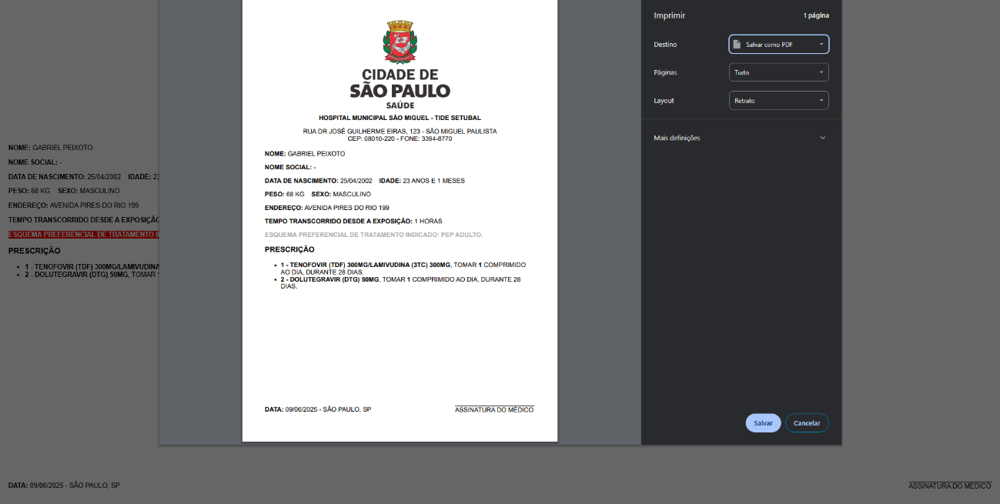 CIDADE DE
SÃO PAULO
SAÚDE
HOSPITAL MUNICIPAL SÃO MIGUEL - TIDE SETUBAL
RUA DR JOSÉ GUILHERME EIRAS, 123 - SÃO MIGUEL PAULISTA
CEP: 08010-220 - FONE: 3394-8770
NOME: GABRIEL PEIXOTO
NOME SOCIAL: -
DATA DE NASCIMENTO: 25/04/2002 IDADE: 23 ANOS E 1 MESES
PESO: 68 KG SEXO: MASCULINO
ENDEREÇO: AVENIDA PIRES DO RIO 199
TEMPO TRANSCORRIDO DESDE A EXPOSIÇÃO: 1 HORAS
ESQUEMA PREFERENCIAL DE TRATAMENTO INDICADO: PEP ADULTO.
PRESCRIÇÃO
• 1 - TENOFOVIR (TDF) 300MG/LAMIVUDINA (3TC) 300MG, TOMAR 1 COMPRIMIDO
AO DIA, DURANTE 28 DIAS.
• 2 - DOLUTEGRAVIR (DTG) 50MG, TOMAR 1 COMPRIMIDO AO DIA, DURANTE 28
DIAS.
DATA: 09/06/2025 - SÃO PAULO, SP
ASSINATURA DO MÉDICO
Imprimir 1 página
Destino Salvar como PDF
Páginas Tudo
Layout Retrato
Mais definições
Salvar Cancelar
NOME: GABRIEL PEIXOTO
NOME SOCIAL: -
DATA DE NASCIMENTO: 25/04/2002 IDADE: 23
PESO: 68 KG SEXO: MASCULINO
ENDEREÇO: AVENIDA PIRES DO RIO 199
TEMPO TRANSCORRIDO DESDE A EXPOSIÇÃO
ESQUEMA PREFERENCIAL DE TRATAMENTO
PRESCRIÇÃO
• 1 - TENOFOVIR (TDF) 300MG/LAMIVUDINA
• 2 - DOLUTEGRAVIR (DTG) 50MG, TOMAR
DATA: 09/06/2025 - SÃO PAULO, SP
ASSINATURA DO MÉDICO